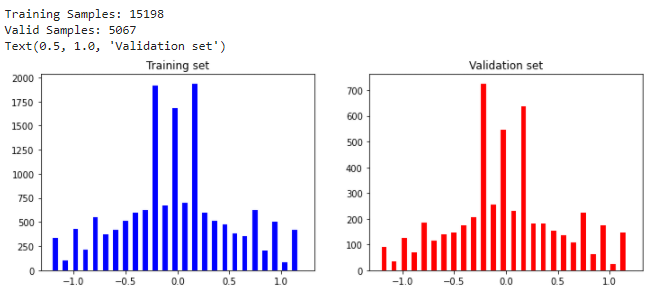 Training Samples: 15198
Valid Samples: 5067
Text(0.5, 1.0, 'Validation set')
Training set
2000
1750
1500
1250
1000
750
500
250
0
−1.0 −0.5 0.0 0.5 1.0
Validation set
700
600
500
400
300
200
100
0
−1.0 −0.5 0.0 0.5 1.0